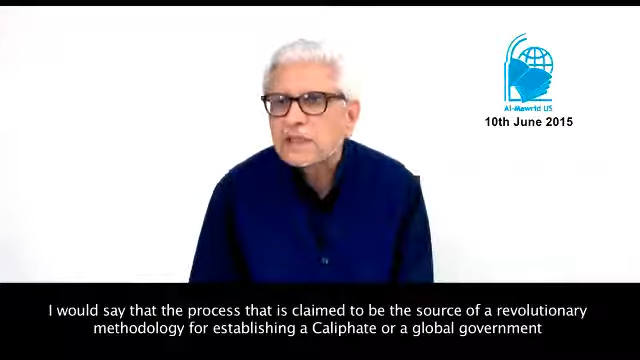 Al-Mawrid US
10th June 2015
I would say that the process that is claimed to be the source of a revolutionary
methodology for establishing a Caliphate or a global government